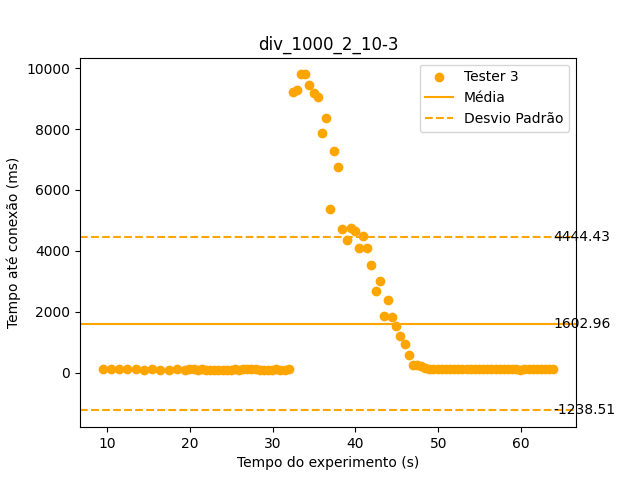 div_1000_2_10-3
Tester 3
Média
Desvio Padrão
10000
8000
6000
4000
2000
0
Tempo até conexão (ms)
4444.43
1602.96
-1238.51
10 20 30 40 50 60
Tempo do experimento (s)